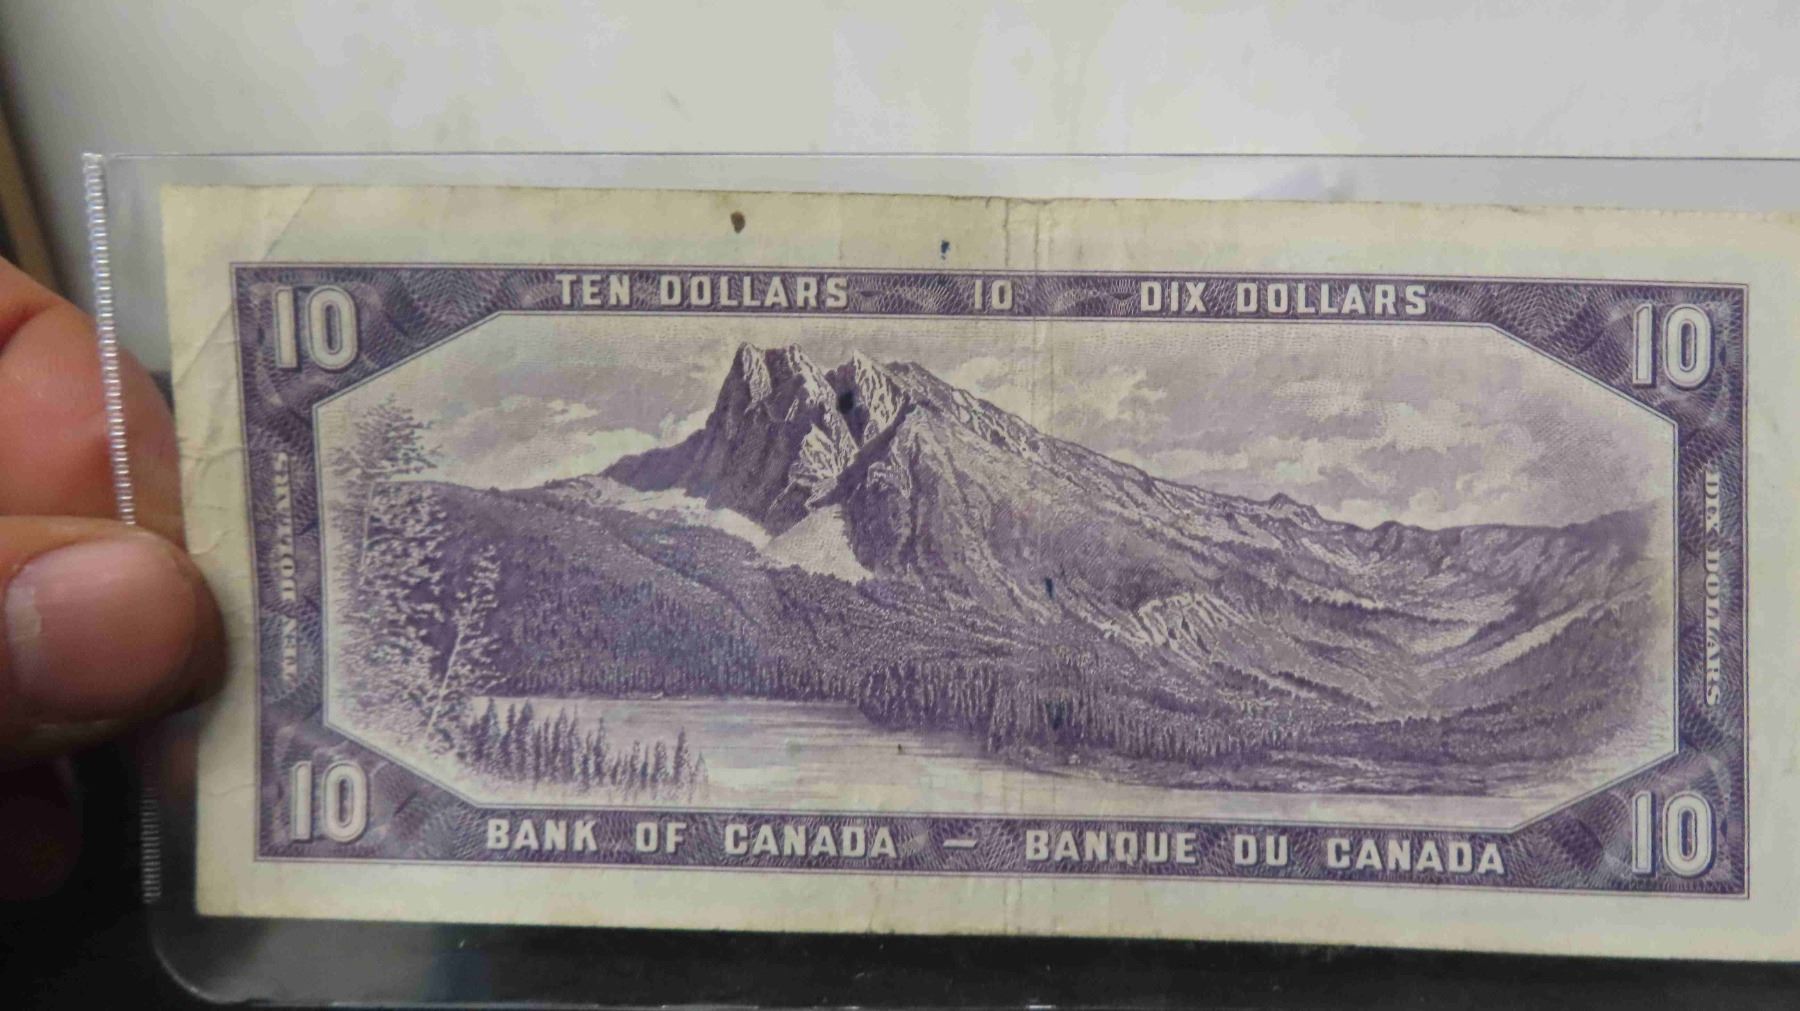 10 TEN DOLLARS 10 DIX DOLLARS 10
TEN DOLLARS
DIX DOLLARS
10 BANK OF CANADA — BANQUE DU CANADA 10